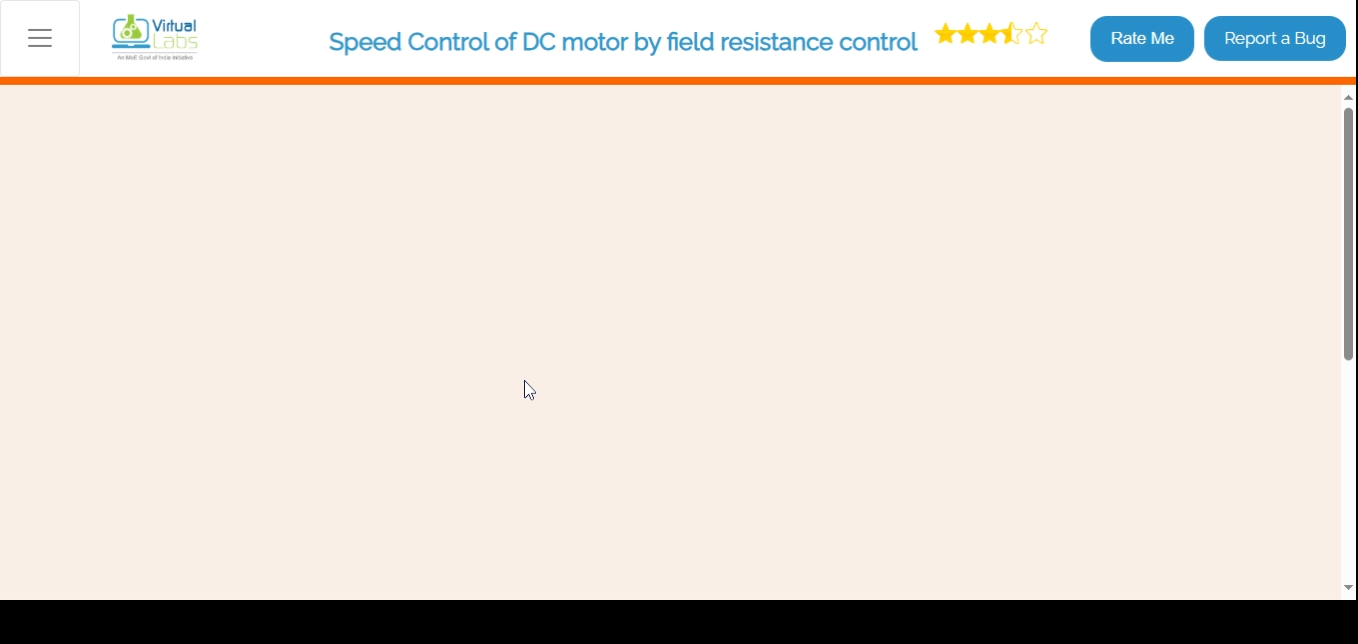 Virtual
Labs
An MoE Govt of India Initiative
Speed Control of DC motor by field resistance control
Rate Me
Report a Bug